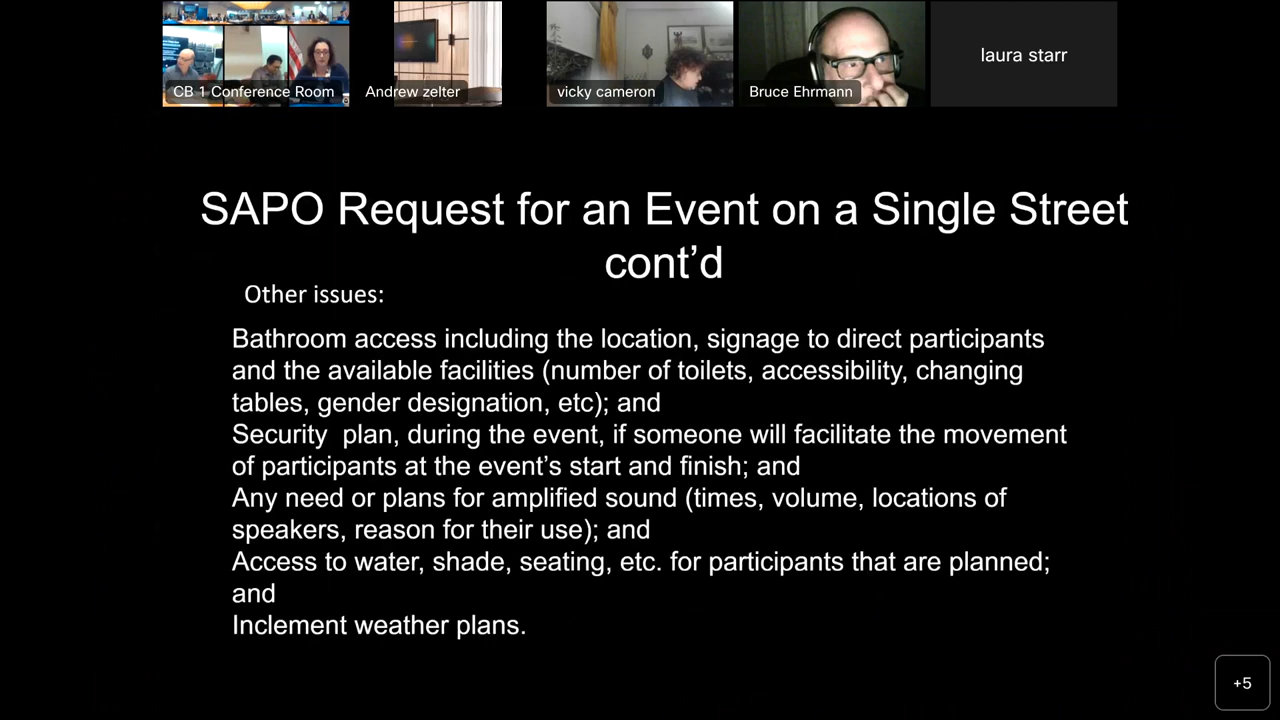 CB 1 Conference Room
Andrew zelter
vicky cameron
Bruce Ehrmann
laura starr
SAPO Request for an Event on a Single Street
cont’d
Other issues:
Bathroom access including the location, signage to direct participants
and the available facilities (number of toilets, accessibility, changing
tables, gender designation, etc); and
Security  plan, during the event, if someone will facilitate the movement
of participants at the event’s start and finish; and
Any need or plans for amplified sound (times, volume, locations of
speakers, reason for their use); and
Access to water, shade, seating, etc. for participants that are planned;
and
Inclement weather plans.
+5